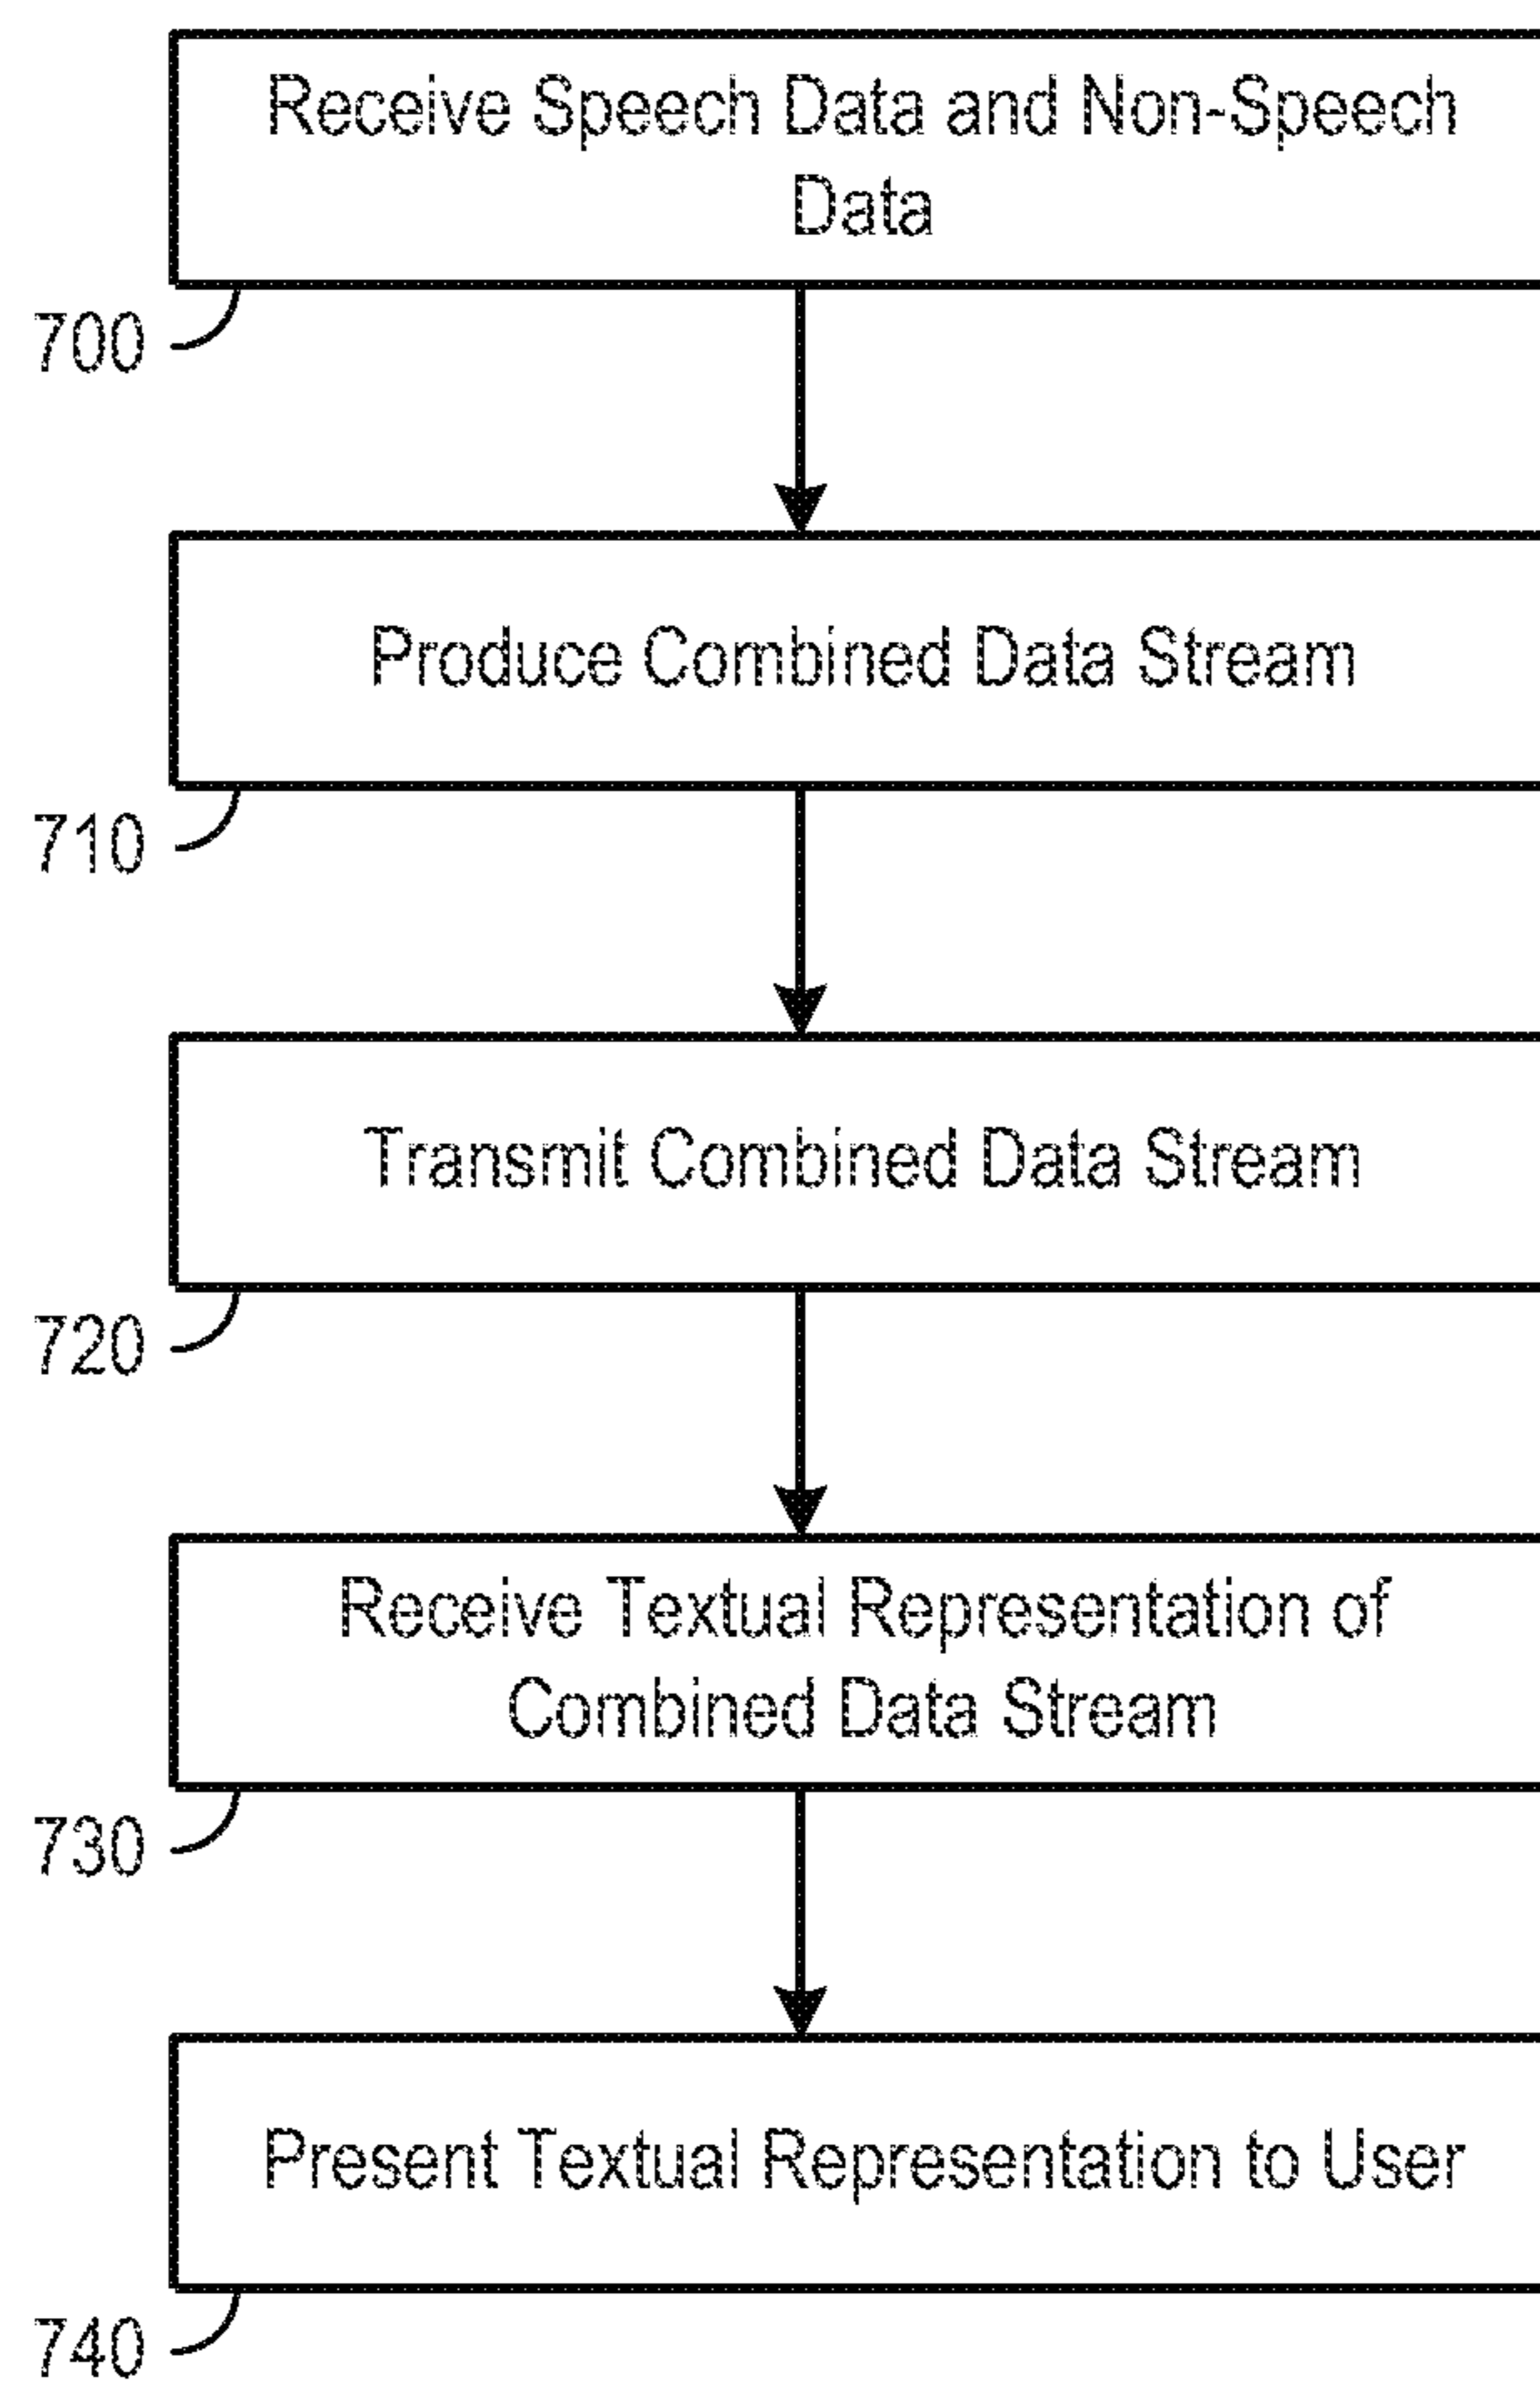 Receive Speech Data and Non-Speech
Data
700
Produce Combined Data Stream
710
Transmit Combined Data Stream
720
Receive Textual Representation of
Combined Data Stream
730
Present Textual Representation to User
740